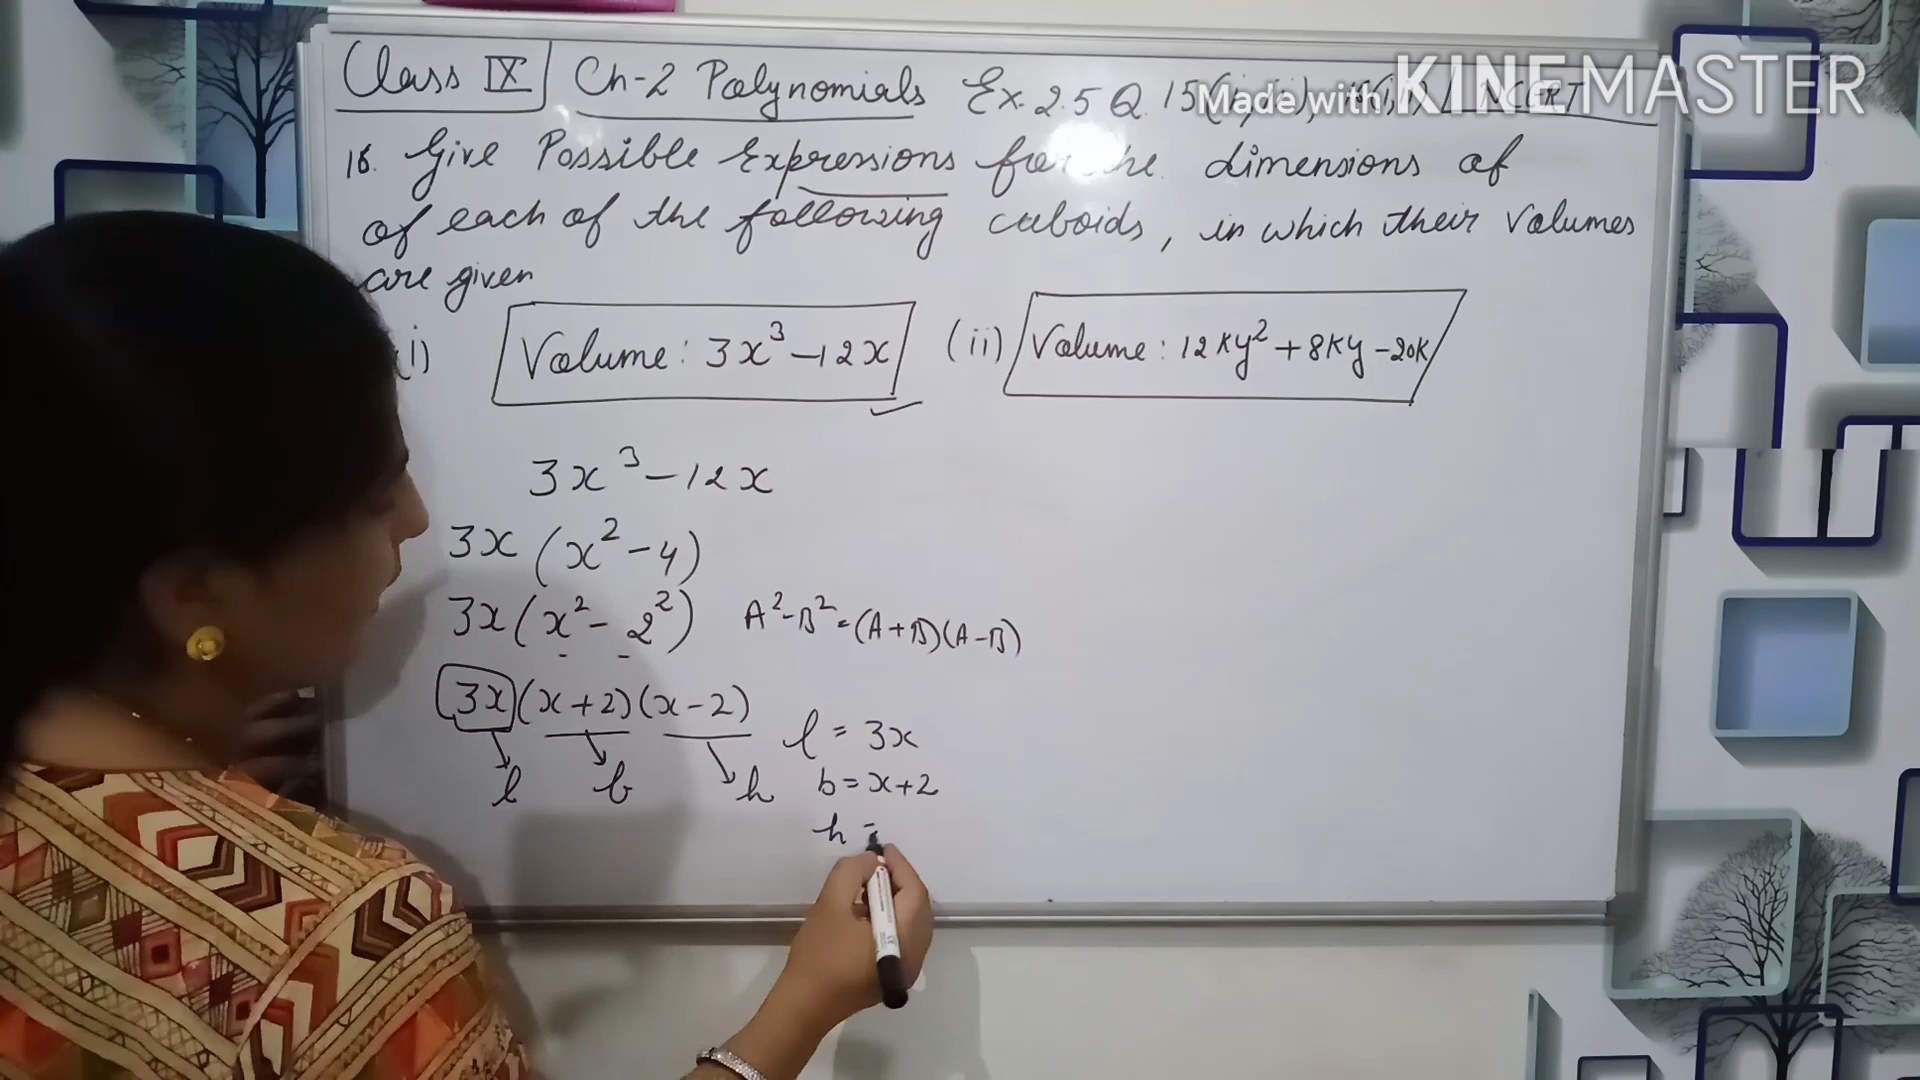 Class IX Ch-2 Polynomials Ex. 2.5 Q. 15 NCERT
Made with KINEMASTER
16. Give Possible Expressions for the dimensions of
of each of the following cuboids, in which their Volumes
are given
(i) Volume: 3x³ - 12x (ii) Volume: 12ky² + 8ky - 20k
3x³ - 12x
3x (x² - 4)
3x (x² - 2²) A² - B² = (A+B)(A-B)
3x (x+2) (x-2)
l = 3x
l b h b = x+2
h =